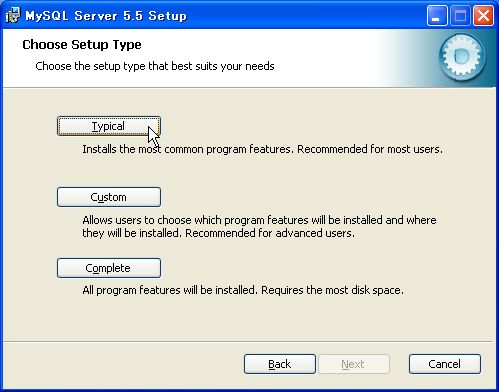 MySQL Server 5.5 Setup
Choose Setup Type
Choose the setup type that best suits your needs
Typical
Installs the most common program features. Recommended for most users.
Custom
Allows users to choose which program features will be installed and where
they will be installed. Recommended for advanced users.
Complete
All program features will be installed. Requires the most disk space.
Back Next Cancel